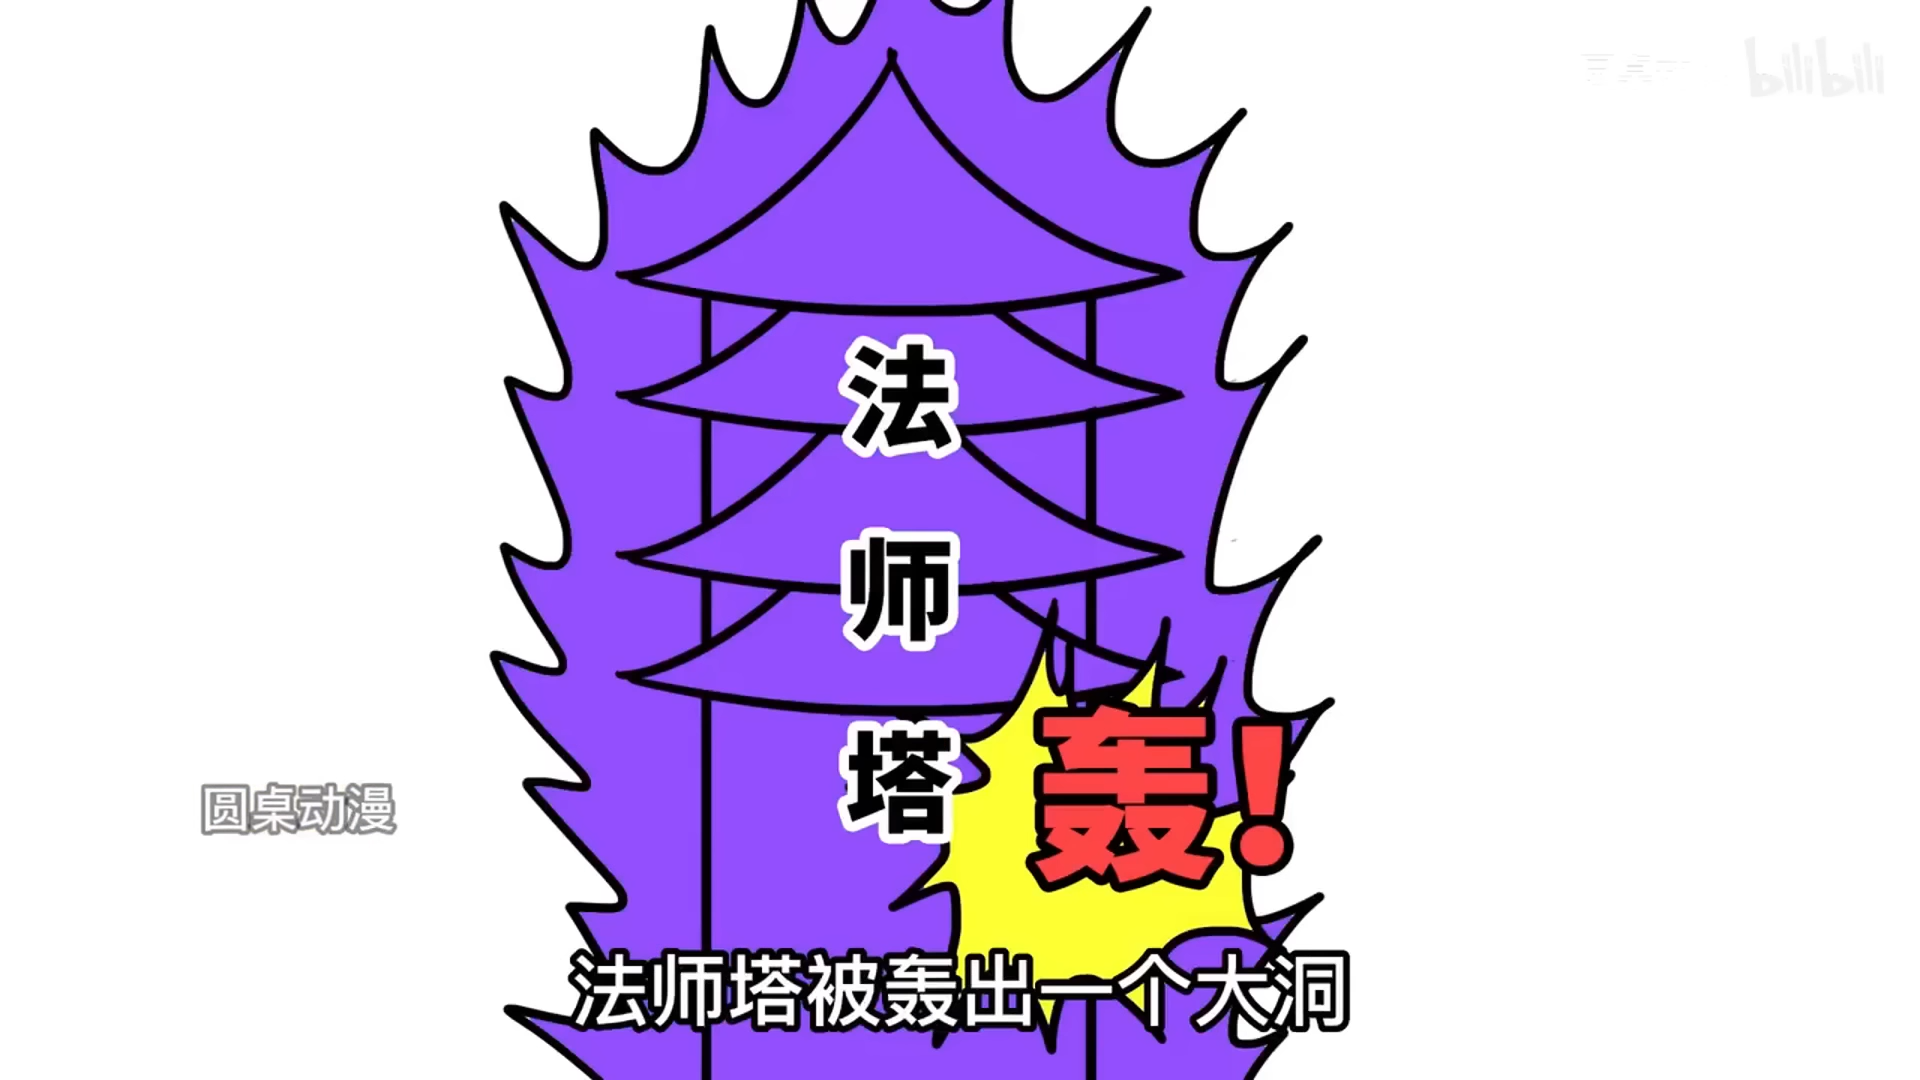 bilibili
法
师
塔
轰!
圆桌动漫
法师塔被轰出一个大洞